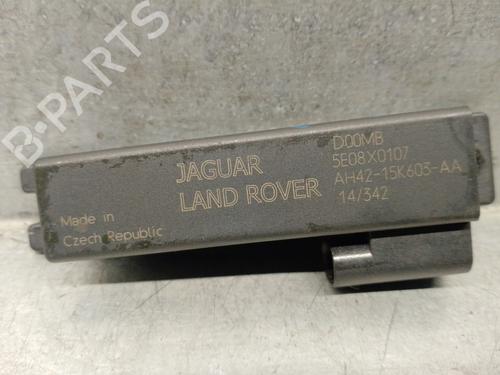 B-PARTS
JAGUAR
LAND ROVER
D00MB
5E08X0107
AH42-15K603-AA
14/342
Made in
Czech Republic